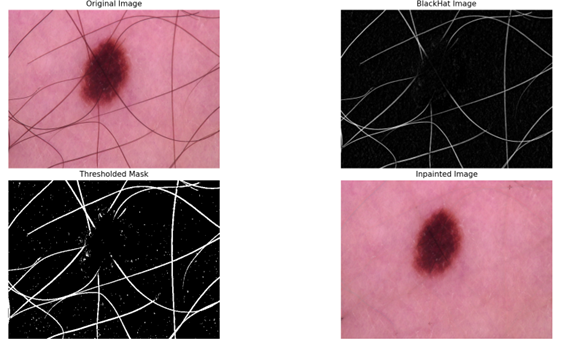 Original Image
BlackHat Image
Thresholded Mask
Inpainted Image